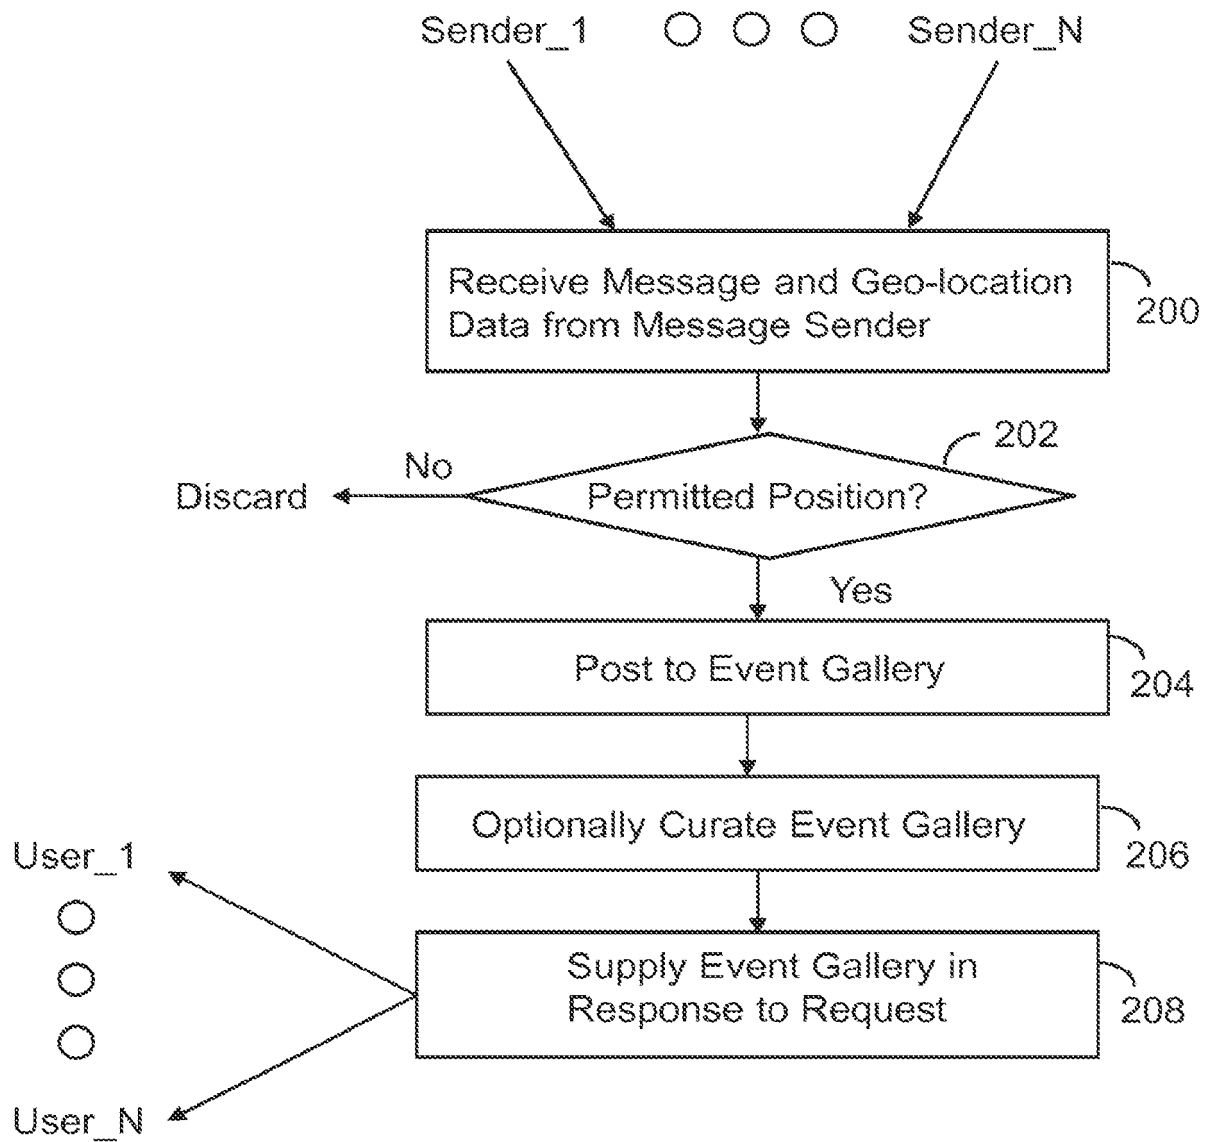 Sender_1
Sender_N
Receive Message and Geo-location
Data from Message Sender
200
202
No
Discard
Permitted Position?
Yes
Post to Event Gallery
204
Optionally Curate Event Gallery
206
User_1
Supply Event Gallery in
Response to Request
208
User_N